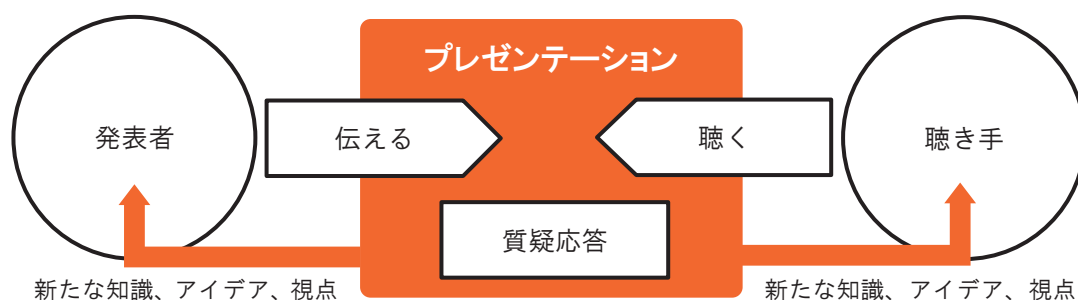 プレゼンテーション
発表者
伝える
聴く
聴き手
質疑応答
新たな知識、アイデア、視点
新たな知識、アイデア、視点